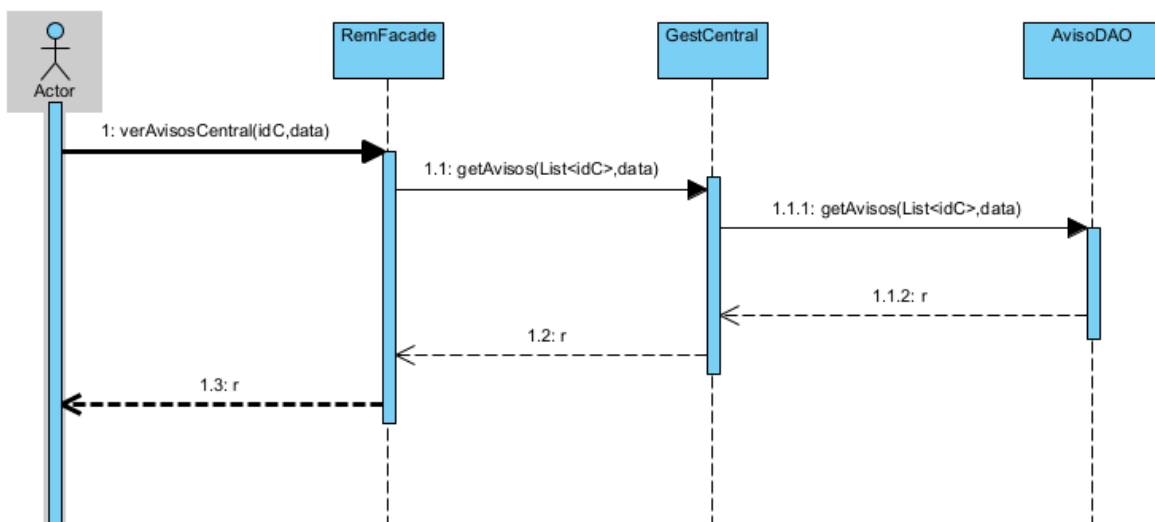 RemFacade
GestCentral
AvisoDAO
Actor
1: verAvisosCentral(idC,data)
1.1: getAvisos(List<idC>,data)
1.1.1: getAvisos(List<idC>,data)
1.1.2: r
1.2: r
1.3: r